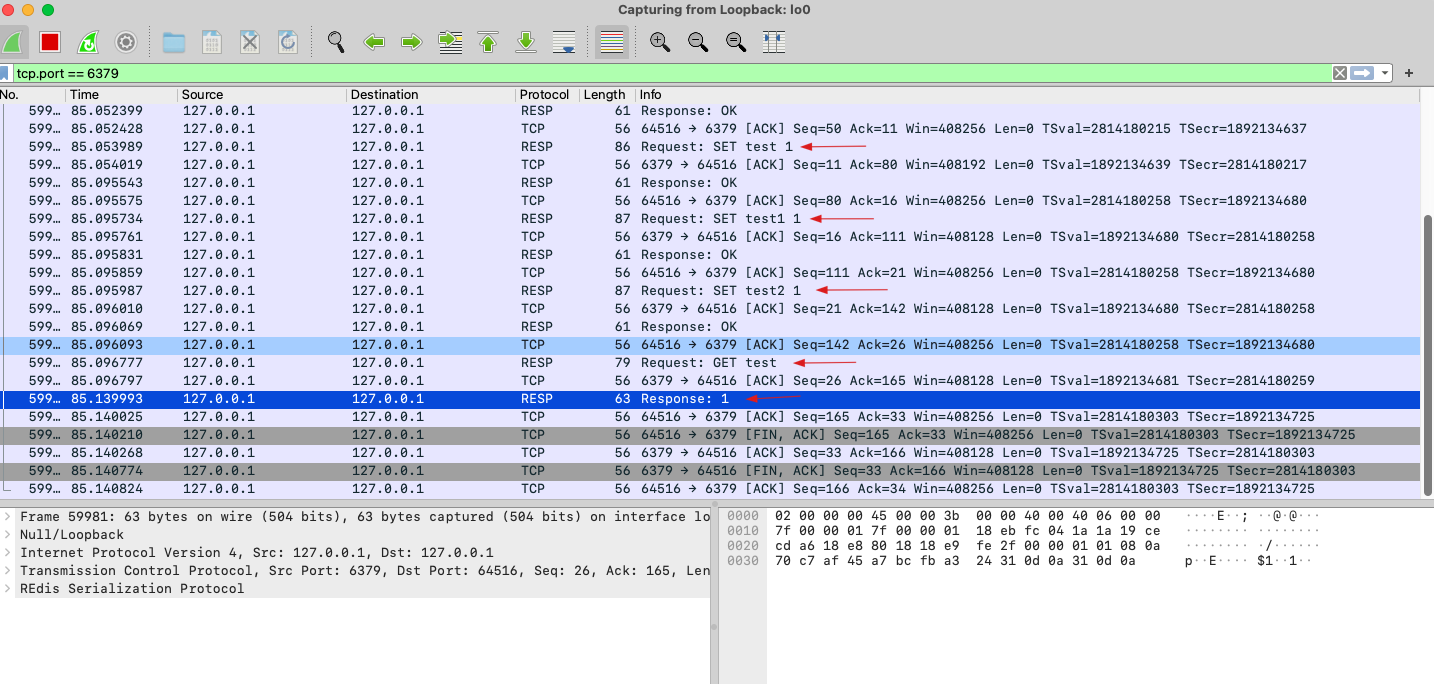 Capturing from Loopback: lo0
tcp.port == 6379
No. Time Source Destination Protocol Length Info
599… 85.052399 127.0.0.1 127.0.0.1 RESP 61 Response: OK
599… 85.052428 127.0.0.1 127.0.0.1 TCP 56 64516 → 6379 [ACK] Seq=50 Ack=11 Win=408256 Len=0 TSval=2814180215 TSecr=1892134637
599… 85.053989 127.0.0.1 127.0.0.1 RESP 86 Request: SET test 1
599… 85.054019 127.0.0.1 127.0.0.1 TCP 56 6379 → 64516 [ACK] Seq=11 Ack=80 Win=408192 Len=0 TSval=1892134639 TSecr=2814180217
599… 85.095543 127.0.0.1 127.0.0.1 RESP 61 Response: OK
599… 85.095575 127.0.0.1 127.0.0.1 TCP 56 64516 → 6379 [ACK] Seq=80 Ack=16 Win=408256 Len=0 TSval=2814180258 TSecr=1892134680
599… 85.095734 127.0.0.1 127.0.0.1 RESP 87 Request: SET test1 1
599… 85.095761 127.0.0.1 127.0.0.1 TCP 56 6379 → 64516 [ACK] Seq=16 Ack=111 Win=408128 Len=0 TSval=1892134680 TSecr=2814180258
599… 85.095831 127.0.0.1 127.0.0.1 RESP 61 Response: OK
599… 85.095859 127.0.0.1 127.0.0.1 TCP 56 64516 → 6379 [ACK] Seq=111 Ack=21 Win=408256 Len=0 TSval=2814180258 TSecr=1892134680
599… 85.095987 127.0.0.1 127.0.0.1 RESP 87 Request: SET test2 1
599… 85.096010 127.0.0.1 127.0.0.1 TCP 56 6379 → 64516 [ACK] Seq=21 Ack=142 Win=408128 Len=0 TSval=1892134680 TSecr=2814180258
599… 85.096069 127.0.0.1 127.0.0.1 RESP 61 Response: OK
599… 85.096093 127.0.0.1 127.0.0.1 TCP 56 64516 → 6379 [ACK] Seq=142 Ack=26 Win=408256 Len=0 TSval=2814180258 TSecr=1892134680
599… 85.096777 127.0.0.1 127.0.0.1 RESP 79 Request: GET test
599… 85.096797 127.0.0.1 127.0.0.1 TCP 56 6379 → 64516 [ACK] Seq=26 Ack=165 Win=408128 Len=0 TSval=1892134681 TSecr=2814180259
599… 85.139993 127.0.0.1 127.0.0.1 RESP 63 Response: 1
599… 85.140025 127.0.0.1 127.0.0.1 TCP 56 64516 → 6379 [ACK] Seq=165 Ack=33 Win=408256 Len=0 TSval=2814180303 TSecr=1892134725
599… 85.140210 127.0.0.1 127.0.0.1 TCP 56 64516 → 6379 [FIN, ACK] Seq=165 Ack=33 Win=408256 Len=0 TSval=2814180303 TSecr=1892134725
599… 85.140268 127.0.0.1 127.0.0.1 TCP 56 6379 → 64516 [ACK] Seq=33 Ack=166 Win=408128 Len=0 TSval=1892134725 TSecr=2814180303
599… 85.140774 127.0.0.1 127.0.0.1 TCP 56 6379 → 64516 [FIN, ACK] Seq=33 Ack=166 Win=408128 Len=0 TSval=1892134725 TSecr=2814180303
599… 85.140824 127.0.0.1 127.0.0.1 TCP 56 64516 → 6379 [ACK] Seq=166 Ack=34 Win=408256 Len=0 TSval=2814180303 TSecr=1892134725
Frame 59981: 63 bytes on wire (504 bits), 63 bytes captured (504 bits) on interface lo
Null/Loopback
Internet Protocol Version 4, Src: 127.0.0.1, Dst: 127.0.0.1
Transmission Control Protocol, Src Port: 6379, Dst Port: 64516, Seq: 26, Ack: 165, Len
REdis Serialization Protocol
0000 02 00 00 00 45 00 00 3b 00 00 40 00 40 06 00 00 ····E··; ··@·@···
0010 7f 00 00 01 7f 00 00 01 18 eb fc 04 1a 1a 19 ce ········ ········
0020 cd a6 18 e8 80 18 18 e9 fe 2f 00 00 01 01 08 0a ········ ·/······
0030 70 c7 af 45 a7 bc fb a3 24 31 0d 0a 31 0d 0a p··E···· $1··1··